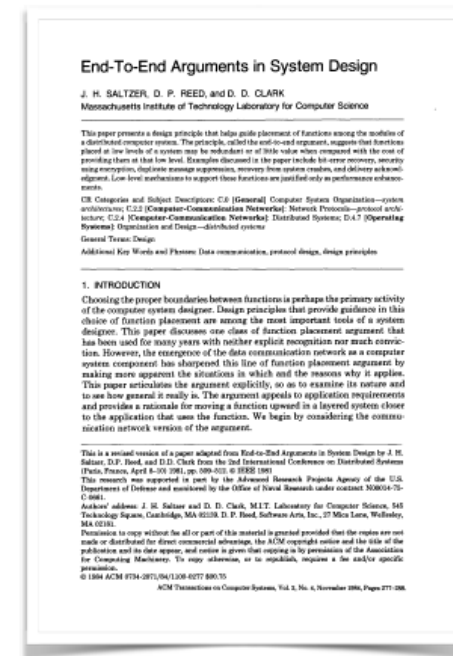 End-To-End Arguments in System Design
J. H. SALTZER, D. P. REED, and D. D. CLARK
Massachusetts Institute of Technology Laboratory for Computer Science
This paper presents a design principle that helps guide placement of functions among the modules of
a distributed computer system. The principle, called the end-to-end argument, suggests that functions
placed at low levels of a system may be redundant or of little value when compared with the cost of
providing them at that low level. Examples discussed in the paper include bit-error recovery, security
using encryption, duplicate message suppression, recovery from system crashes, and delivery acknowl-
edgment. Low-level mechanisms to support these functions are justified only as performance enhance-
ments.
CR Categories and Subject Descriptors: C.0 [General] Computer System Organization—system
architectures; C.2.2 [Computer-Communication Networks]: Network Protocols—protocol archi-
tecture; C.2.4 [Computer-Communication Networks]: Distributed Systems; D.4.7 [Operating
Systems]: Organization and Design—distributed systems
General Terms: Design
Additional Key Words and Phrases: Data communication, protocol design, design principles
1. INTRODUCTION
Choosing the proper boundaries between functions is perhaps the primary activity
of the computer system designer. Design principles that provide guidance in this
choice of function placement are among the most important tools of a system
designer. This paper discusses one class of function placement argument that
has been used for many years with neither explicit recognition nor much convic-
tion. However, the emergence of the data communication network as a computer
system component has sharpened this line of function placement argument by
making more apparent the situations in which and the reasons why it applies.
This paper articulates the argument explicitly, so as to examine its nature and
to see how general it really is. The argument appeals to application requirements
and provides a rationale for moving a function upward in a layered system closer
to the application that uses the function. We begin by considering the commu-
nication network version of the argument.
This is a revised version of a paper adapted from End-to-End Arguments in System Design by J. H.
Saltzer, D.P. Reed, and D.D. Clark from the 2nd International Conference on Distributed Systems
(Paris, France, April 8–10) 1981, pp. 509–512. © IEEE 1981
This research was supported in part by the Advanced Research Projects Agency of the U.S.
Department of Defense and monitored by the Office of Naval Research under contract N00014-75-
C-0661.
Authors' address: J. H. Saltzer and D. D. Clark, M.I.T. Laboratory for Computer Science, 545
Technology Square, Cambridge, MA 02139. D. P. Reed, Software Arts, Inc., 27 Mica Lane, Wellesley,
MA 02181.
Permission to copy without fee all or part of this material is granted provided that the copies are not
made or distributed for direct commercial advantage, the ACM copyright notice and the title of the
publication and its date appear, and notice is given that copying is by permission of the Association
for Computing Machinery. To copy otherwise, or to republish, requires a fee and/or specific
permission.
© 1984 ACM 0734-2071/84/1100-0277 $00.75
ACM Transactions on Computer Systems, Vol. 2, No. 4, November 1984, Pages 277-288.